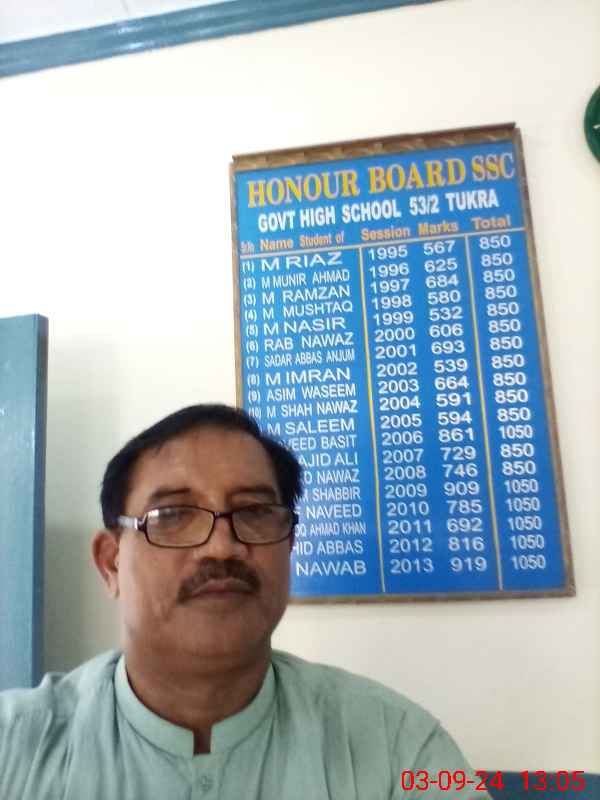 HONOUR BOARD SSC
GOVT HIGH SCHOOL 53/2 TUKRA
Name Student of Session Marks Total
(1) M RIAZ 1995 567 850
(2) M MUNIR AHMAD 1996 625 850
(3) M RAMZAN 1997 684 850
(4) M MUSHTAQ 1998 580 850
(5) M NASIR 1999 532 850
(6) RAB NAWAZ 2000 606 850
(7) SADAR ABBAS ANJUM 2001 693 850
(8) M IMRAN 2002 539 850
(9) ASIM WASEEM 2003 664 850
(10) M SHAH NAWAZ 2004 591 850
M SALEEM 2005 594 850
VEED BASIT 2006 861 1050
AJID ALI 2007 729 850
NAWAZ 2008 746 850
SHABBIR 2009 909 1050
NAVEED 2010 785 1050
AHMAD KHAN 2011 692 1050
HID ABBAS 2012 816 1050
NAWAB 2013 919 1050
03-09-24 13:05